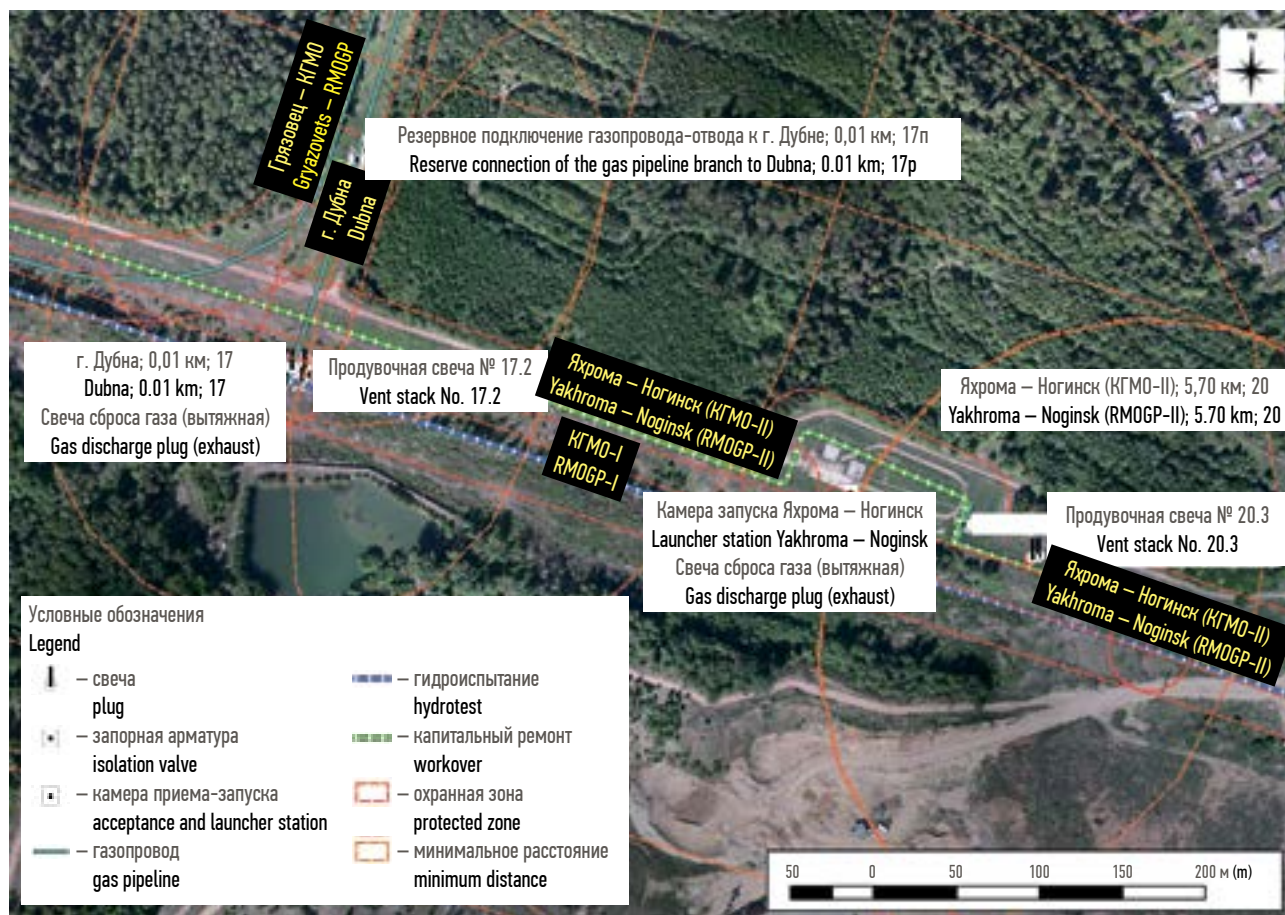 Грязовец – КГМО
Gryazovets – RMOGP
г. Дубна
Dubna
Резервное подключение газопровода-отвода к г. Дубне; 0,01 км; 17п
Reserve connection of the gas pipeline branch to Dubna; 0.01 km; 17p
N
г. Дубна; 0,01 км; 17
Dubna; 0.01 km; 17
Свеча сброса газа (вытяжная)
Gas discharge plug (exhaust)
Продувочная свеча № 17.2
Vent stack No. 17.2
Яхрома – Ногинск (КГМО-II)
Yakhroma – Noginsk (RMOGP-II)
КГМО-I
RMOGP-I
Яхрома – Ногинск (КГМО-II); 5,70 км; 20
Yakhroma – Noginsk (RMOGP-II); 5.70 km; 20
Камера запуска Яхрома – Ногинск
Launcher station Yakhroma – Noginsk
Свеча сброса газа (вытяжная)
Gas discharge plug (exhaust)
Продувочная свеча № 20.3
Vent stack No. 20.3
Яхрома – Ногинск (КГМО-II)
Yakhroma – Noginsk (RMOGP-II)
Условные обозначения
Legend
– свеча
plug
– запорная арматура
isolation valve
– камера приема-запуска
acceptance and launcher station
– газопровод
gas pipeline
– гидроиспытание
hydrotest
– капитальный ремонт
workover
– охранная зона
protected zone
– минимальное расстояние
minimum distance
50 0 50 100 150 200 м (m)